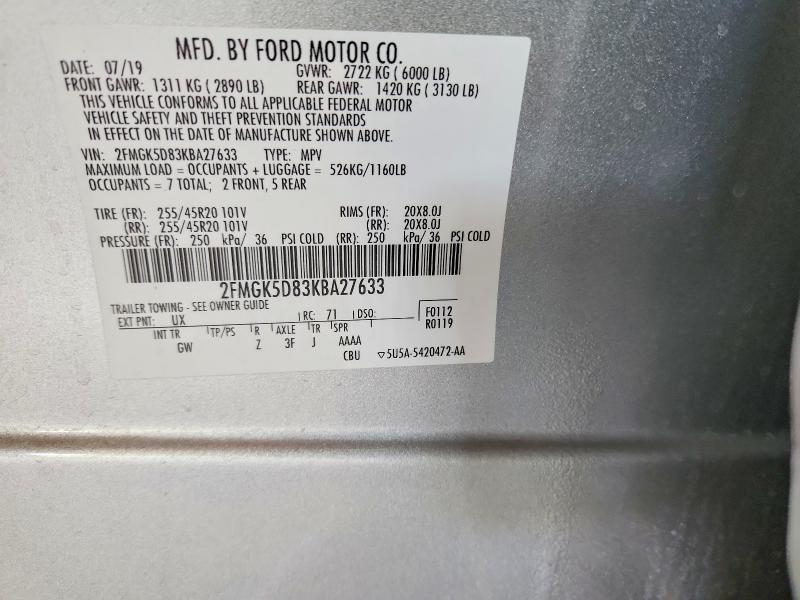 MFD. BY FORD MOTOR CO.
DATE: 07/19 GVWR: 2722 KG ( 6000 LB)
FRONT GAWR: 1311 KG ( 2890 LB) REAR GAWR: 1420 KG ( 3130 LB)
THIS VEHICLE CONFORMS TO ALL APPLICABLE FEDERAL MOTOR
VEHICLE SAFETY AND THEFT PREVENTION STANDARDS
IN EFFECT ON THE DATE OF MANUFACTURE SHOWN ABOVE.
VIN: 2FMGK5D83KBA27633 TYPE: MPV
MAXIMUM LOAD = OCCUPANTS + LUGGAGE = 526KG/1160LB
OCCUPANTS = 7 TOTAL; 2 FRONT, 5 REAR
TIRE (FR): 255/45R20 101V RIMS (FR): 20X8.0J
(RR): 255/45R20 101V (RR): 20X8.0J
PRESSURE (FR): 250 kPa/ 36 PSI COLD (RR): 250 kPa/ 36 PSI COLD
2FMGK5D83KBA27633
TRAILER TOWING - SEE OWNER GUIDE
EXT PNT: UX RC: 71 DSO: F0112
R0119
INT TR TP/PS R AXLE TR SPR
GW Z 3F J AAAA
CBU ▽5U5A-5420472-AA